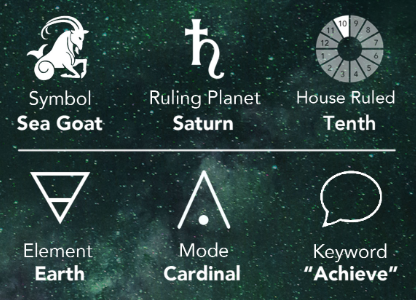 Symbol
Sea Goat
Ruling Planet
Saturn
10
9
8
7
6
5
4
3
2
1
12
11
House Ruled
Tenth
Element
Earth
Mode
Cardinal
Keyword
“Achieve”